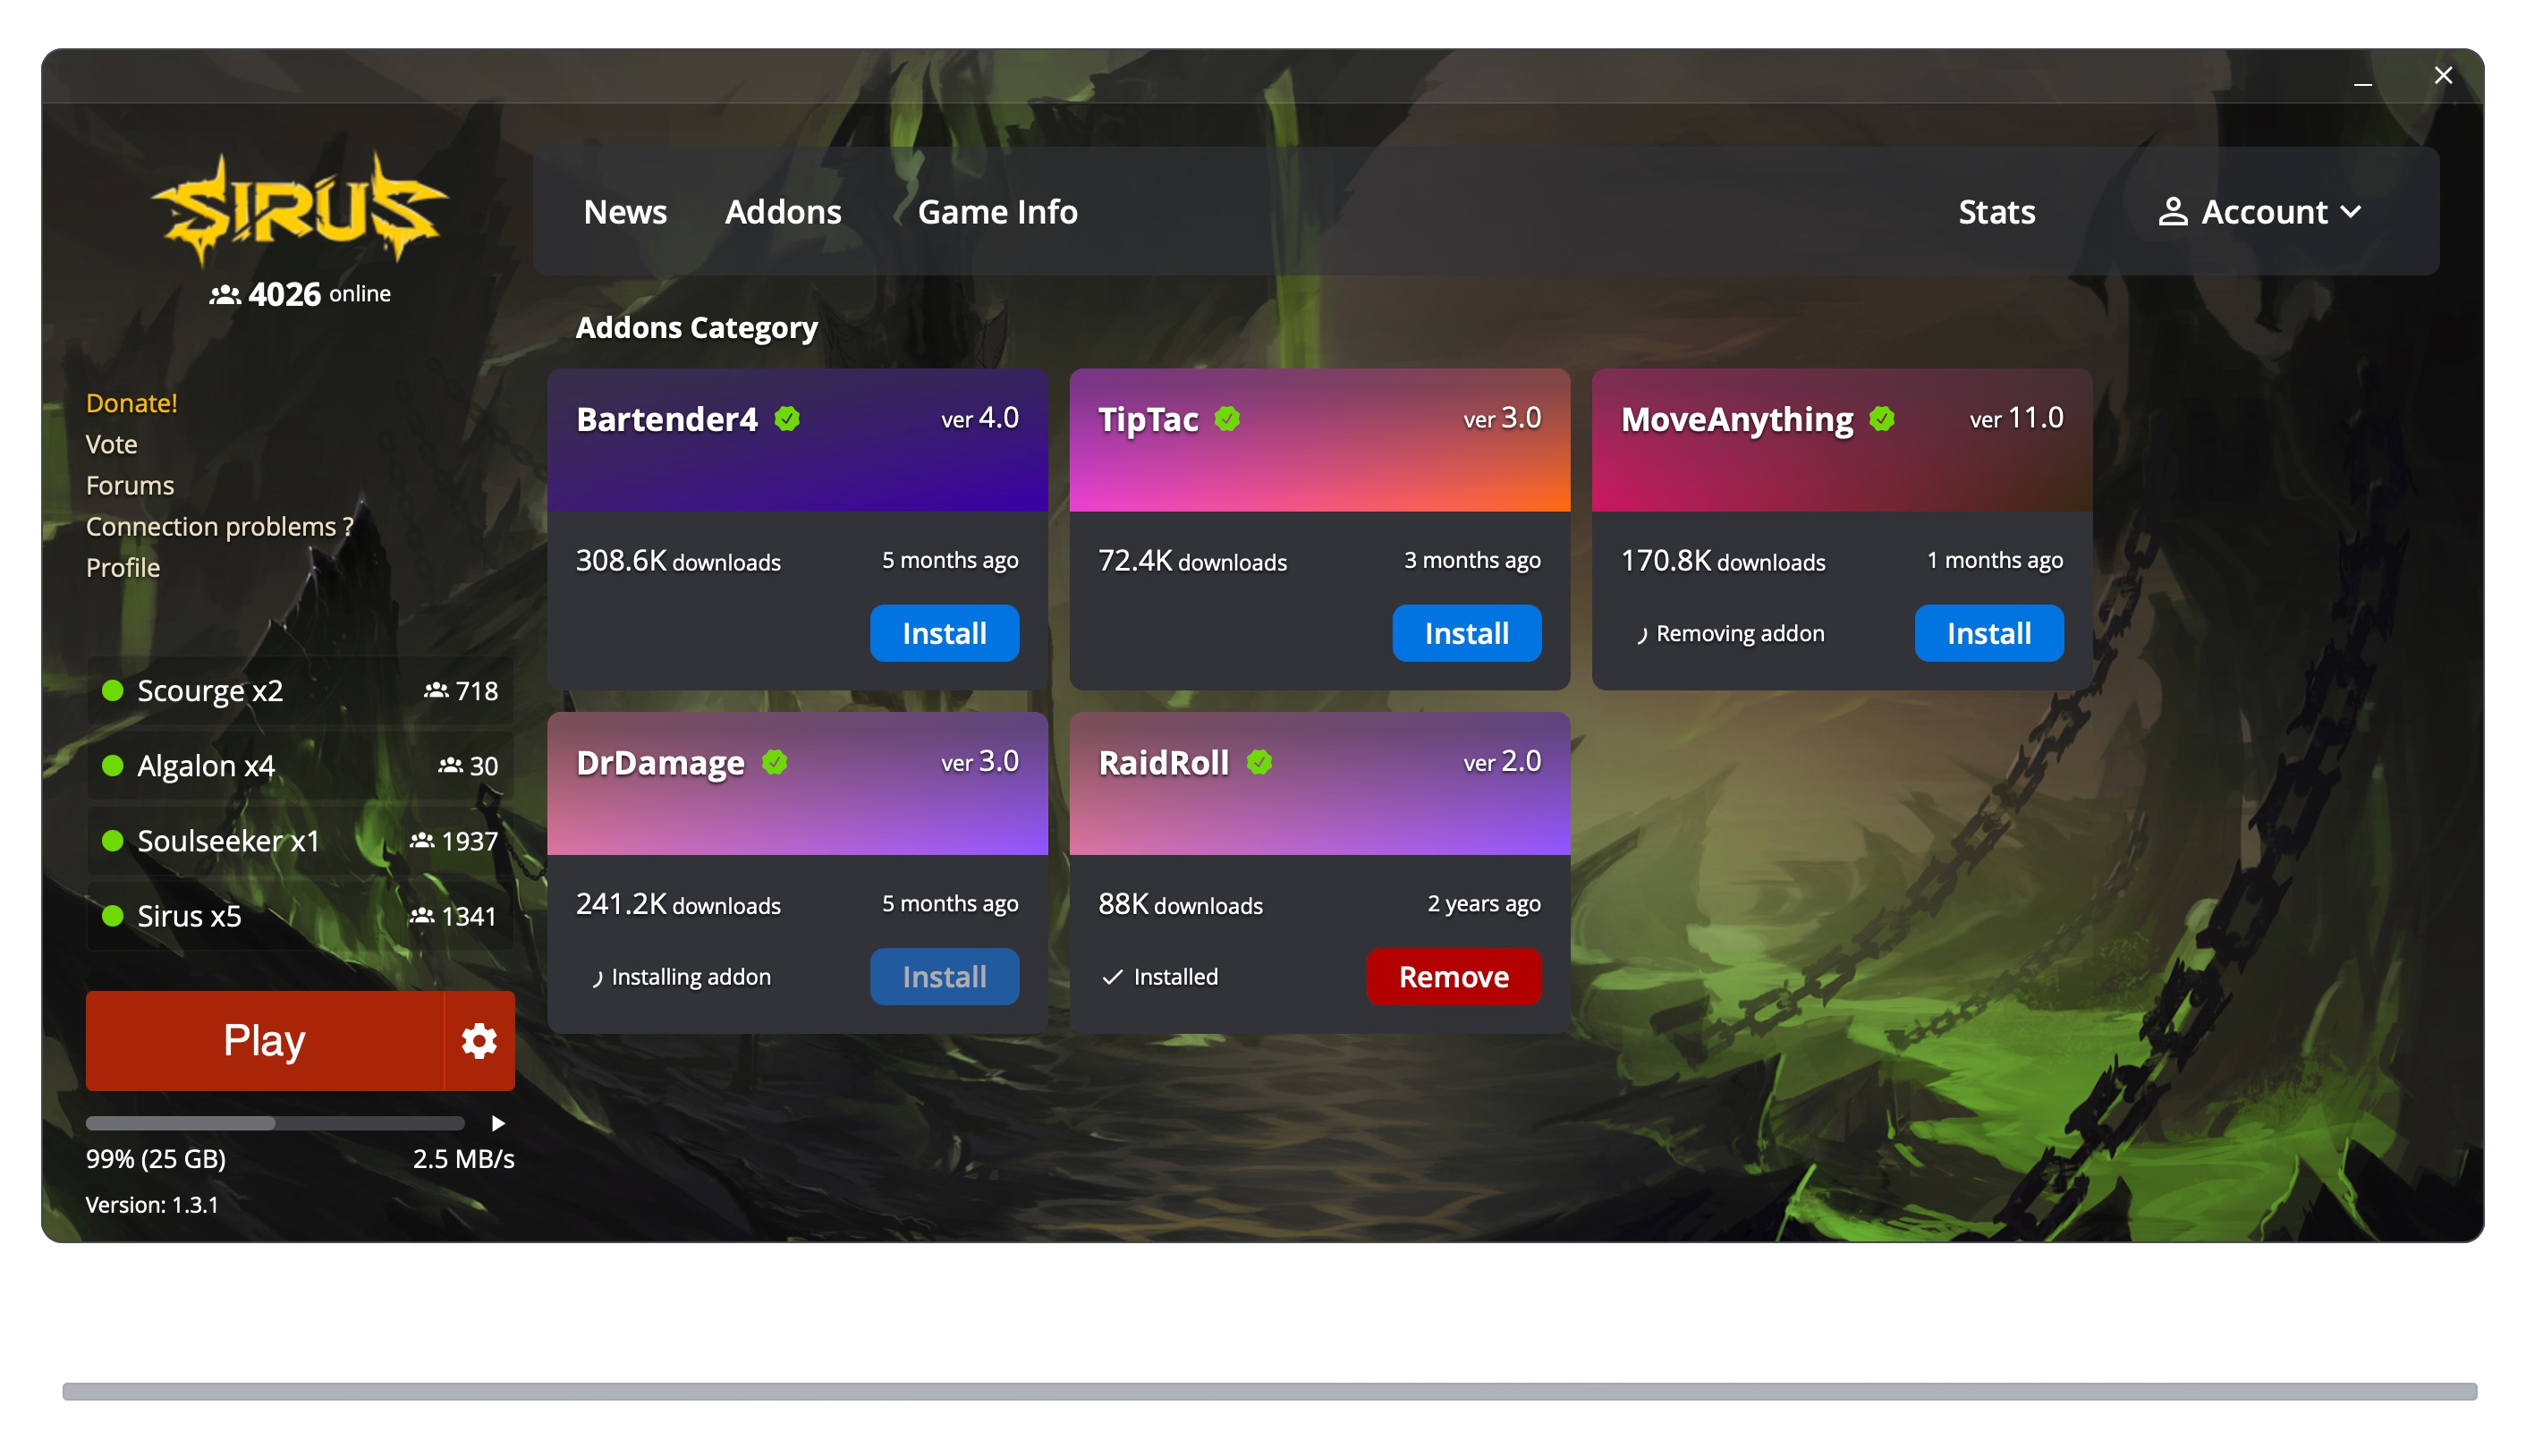 SIRUS
4026 online
News Addons Game Info Stats Account
Donate!
Vote
Forums
Connection problems ?
Profile
Scourge x2 718
Algalon x4 30
Soulseeker x1 1937
Sirus x5 1341
Play
99% (25 GB) 2.5 MB/s
Version: 1.3.1
Addons Category
Bartender4 ver 4.0
308.6K downloads 5 months ago
Install
TipTac ver 3.0
72.4K downloads 3 months ago
Install
MoveAnything ver 11.0
170.8K downloads 1 months ago
Removing addon Install
DrDamage ver 3.0
241.2K downloads 5 months ago
Installing addon Install
RaidRoll ver 2.0
88K downloads 2 years ago
Installed Remove